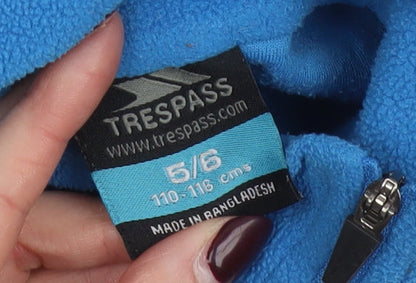 TRESPASS
www.trespass.com
5/6
110-116 cms
MADE IN BANGLADESH